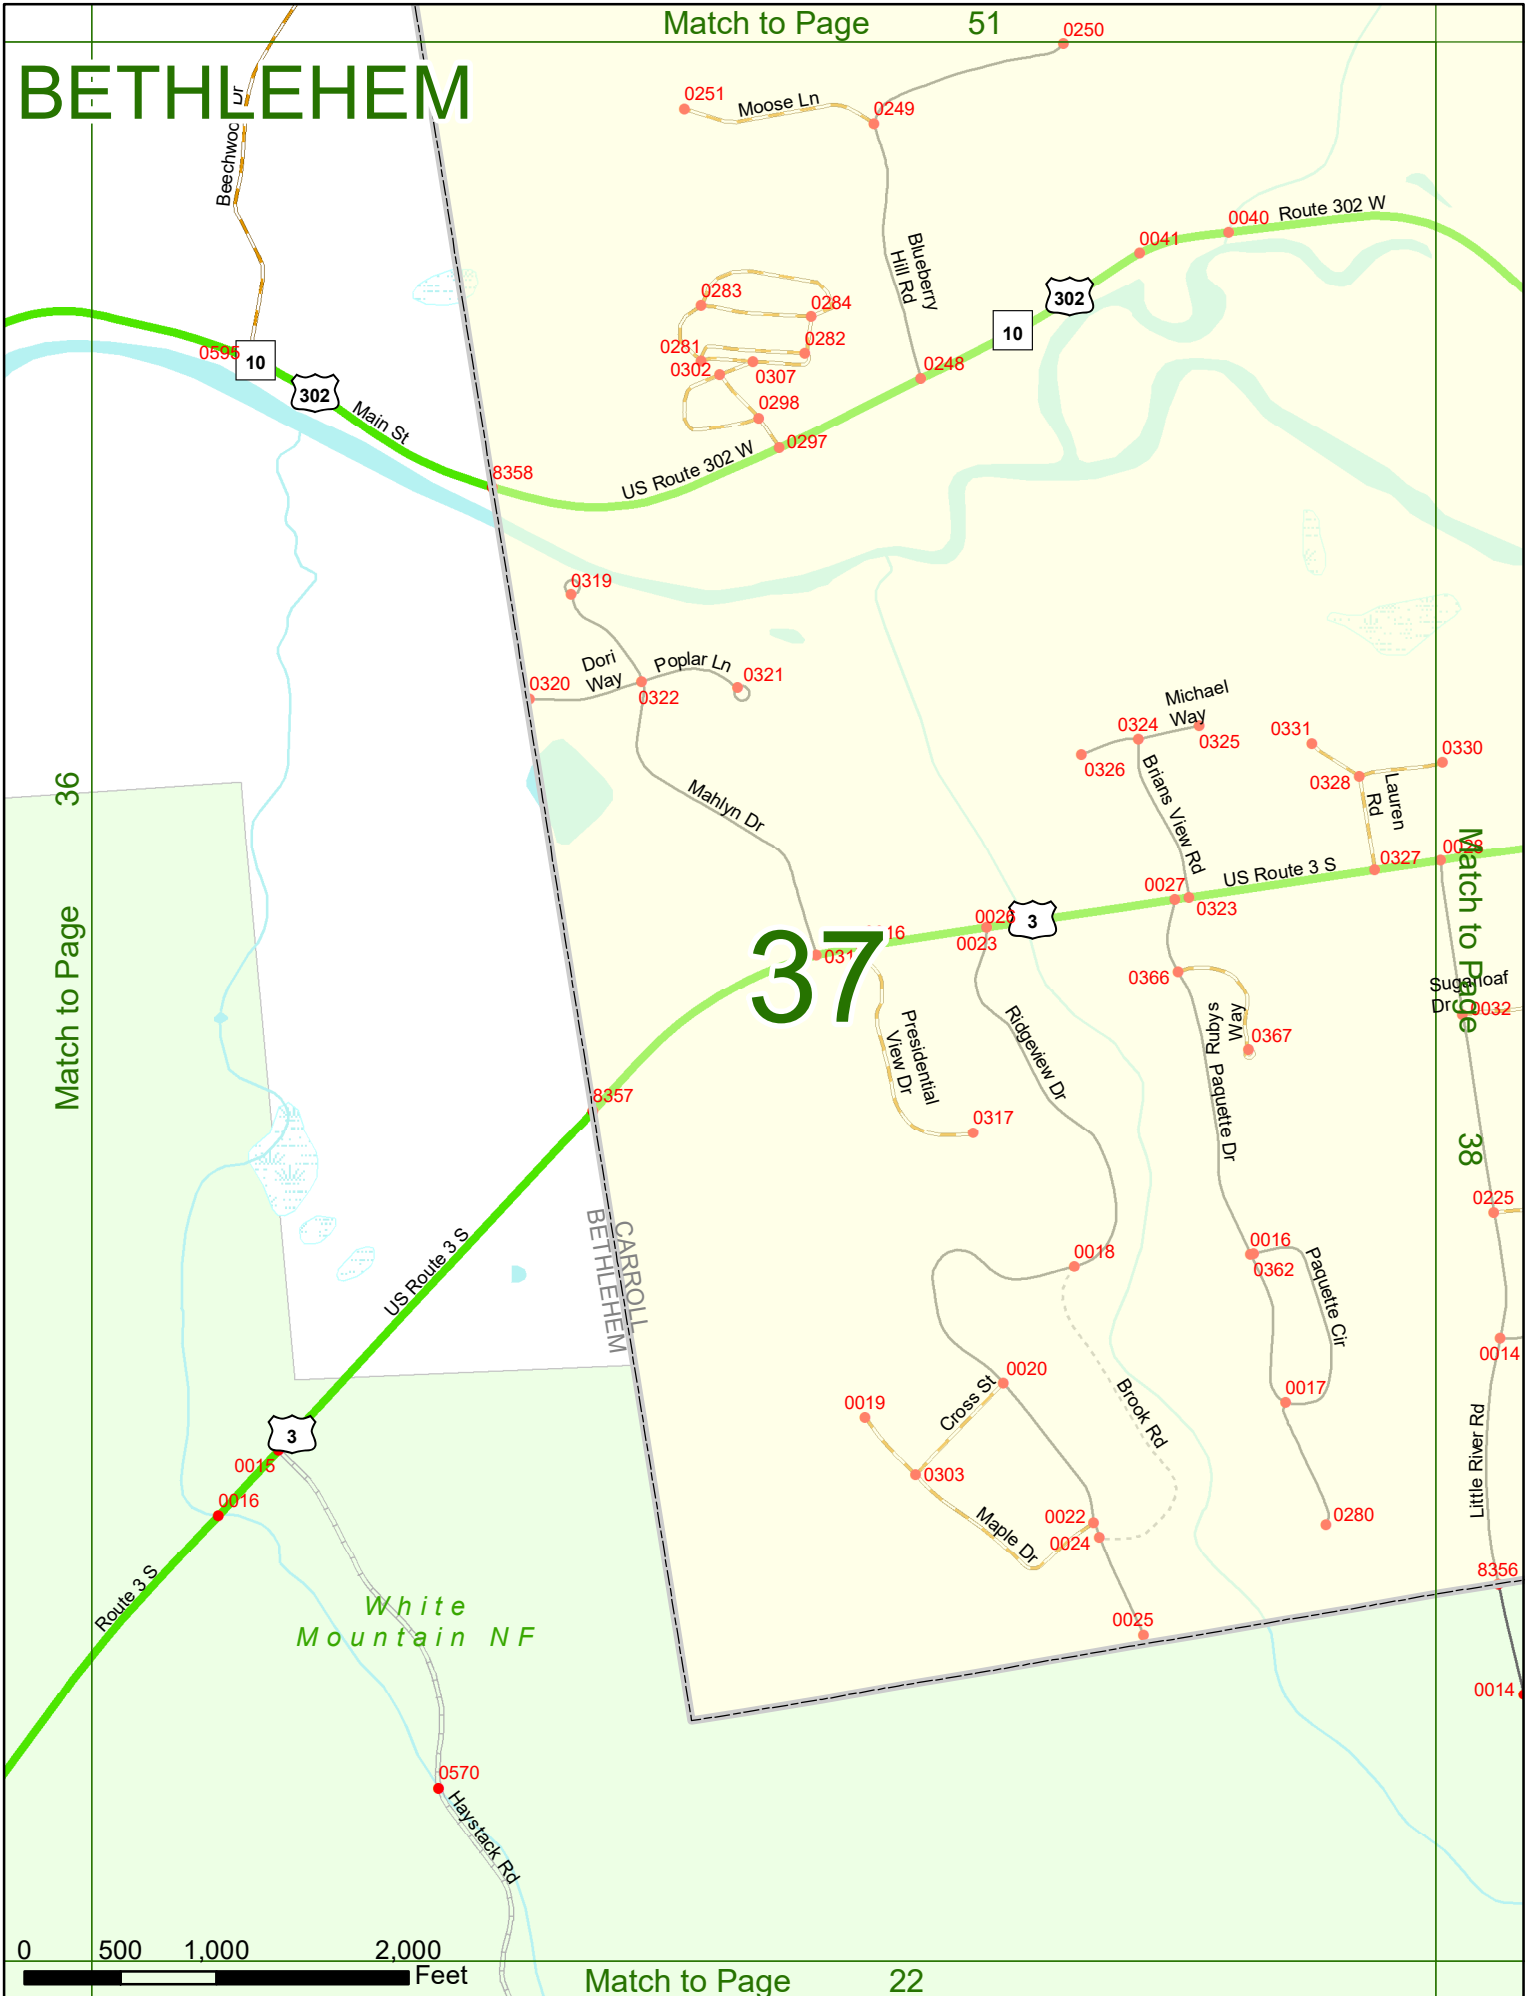 Match to Page 51
BETHLEHEM
0250
0251
Moose Ln
0249
Route 302 W
0040
0041
Blueberry
Hill Rd
302
10
0283
0284
0281
0282
0302
0307
0248
0595
10
302
Main St
0298
0297
US Route 302 W
8358
0319
Dori
Way
Poplar Ln
0321
0320
0322
Michael
Way
0324
0325
0326
0331
0330
0328
Lauren
Rd
Brians View Rd
Mahlyn Dr
36
Match to Page
US Route 3 S
0327
0028
0027
0323
0026
0023
3
37
Match to Page
38
0366
Sugarloaf
Dr
0032
Rubys
Way
0367
Presidential
View Dr
Ridgeview Dr
Paquette Dr
8357
0317
0225
CARROLL
BETHLEHEM
US Route 3 S
0018
0016
0362
Paquette Cir
0014
0020
0019
Cross St
Brook Rd
0017
Little River Rd
3
0015
0016
0303
Maple Dr
0022
0024
0280
8356
Route 3 S
White
Mountain NF
0025
0014
0570
Haystack Rd
0 500 1,000 2,000
Feet
Match to Page 22